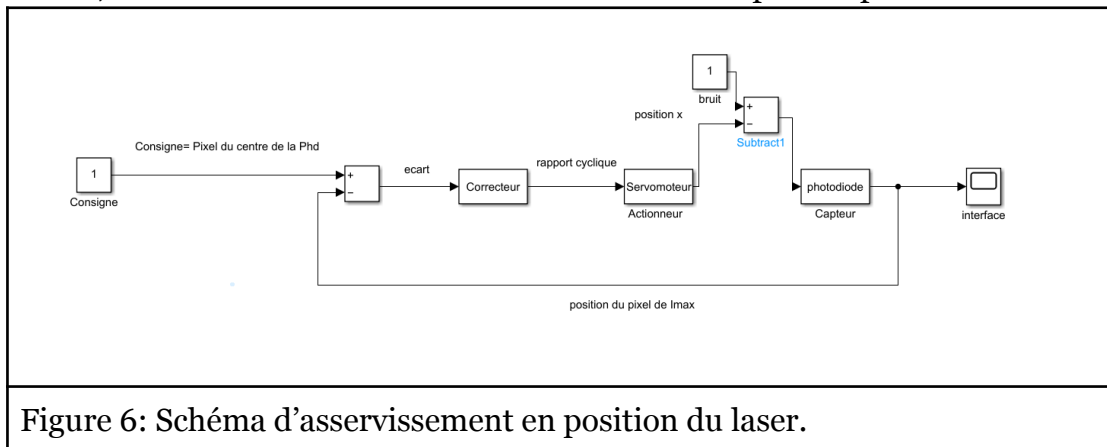 1
bruit
position x
+
−
Subtract1
Consigne= Pixel du centre de la Phd
1
Consigne
+
−
ecart
Correcteur
rapport cyclique
Servomoteur
Actionneur
photodiode
Capteur
interface
position du pixel de Imax
Figure 6: Schéma d’asservissement en position du laser.